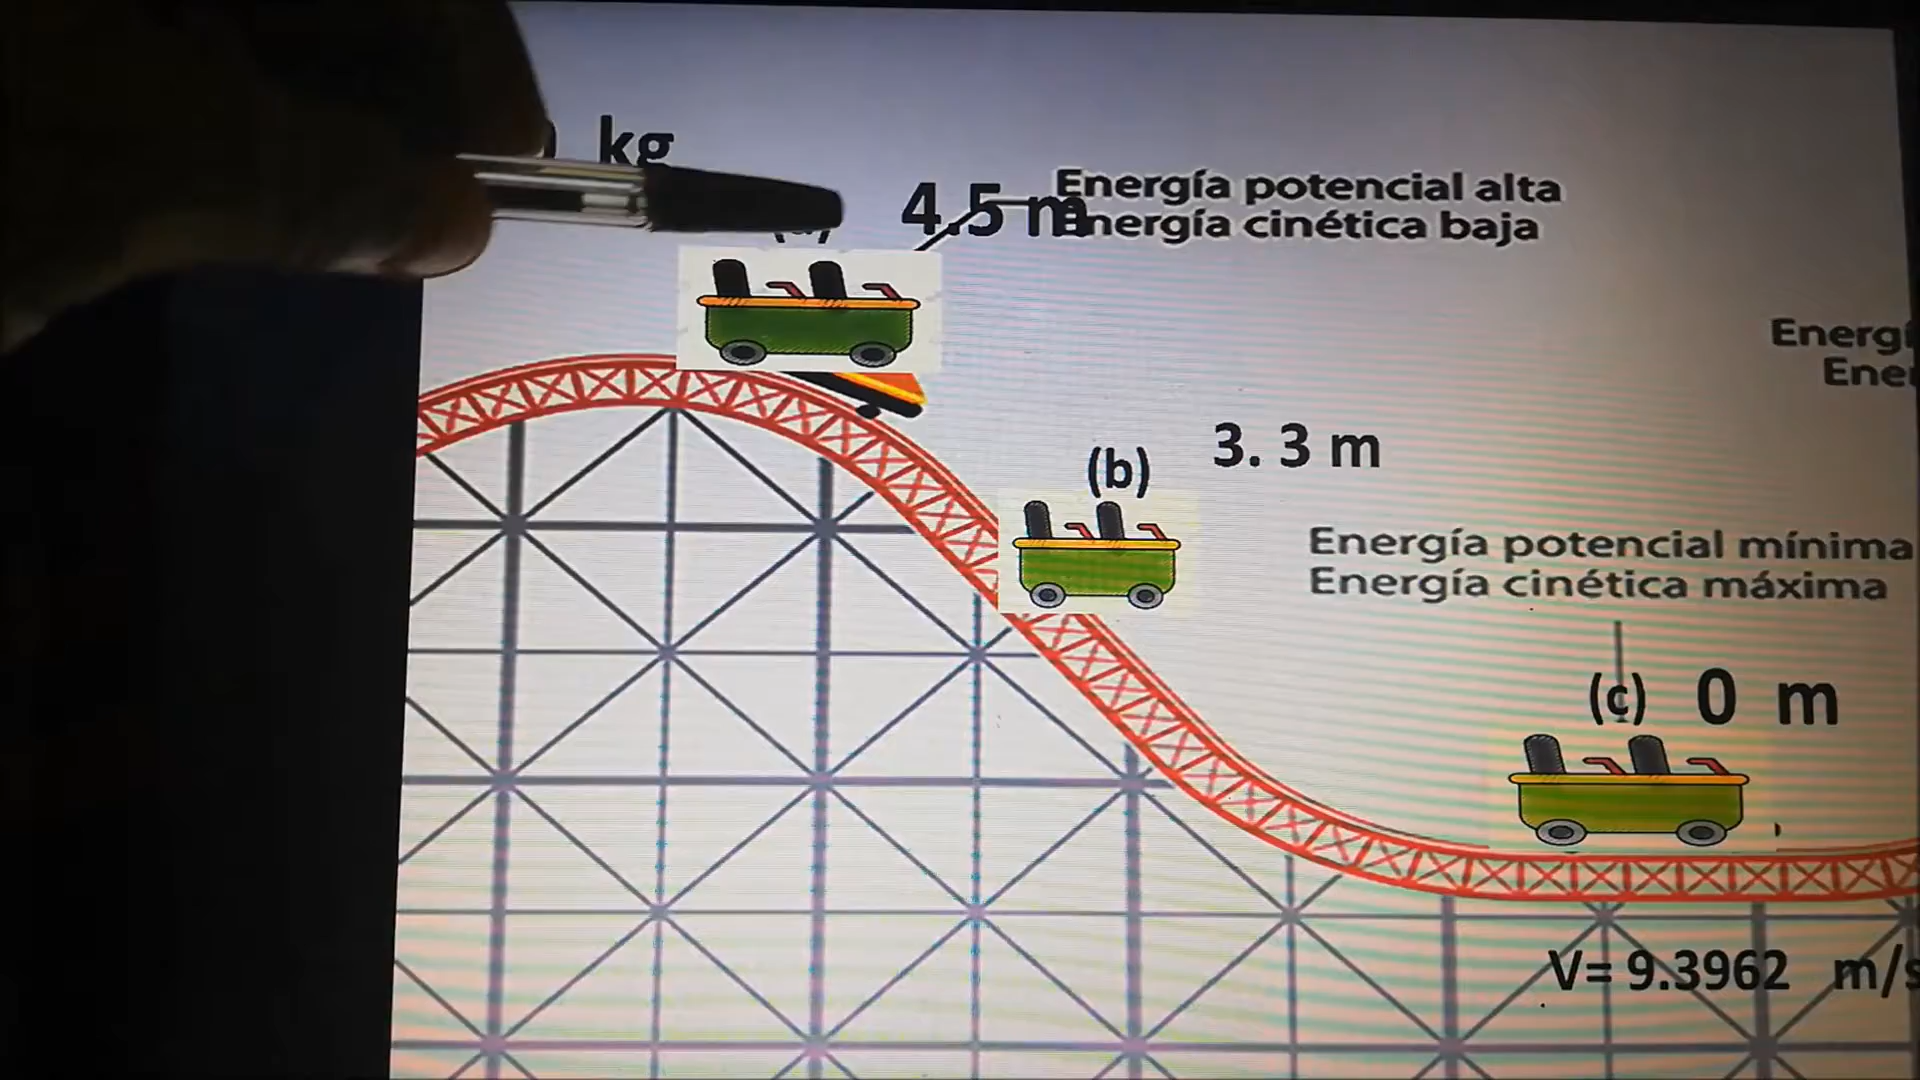 kg
4.5 m
Energía potencial alta
Energía cinética baja
(b)
3. 3 m
Energía potencial mínima
Energía cinética máxima
(c) 0 m
V= 9.3962 m/s